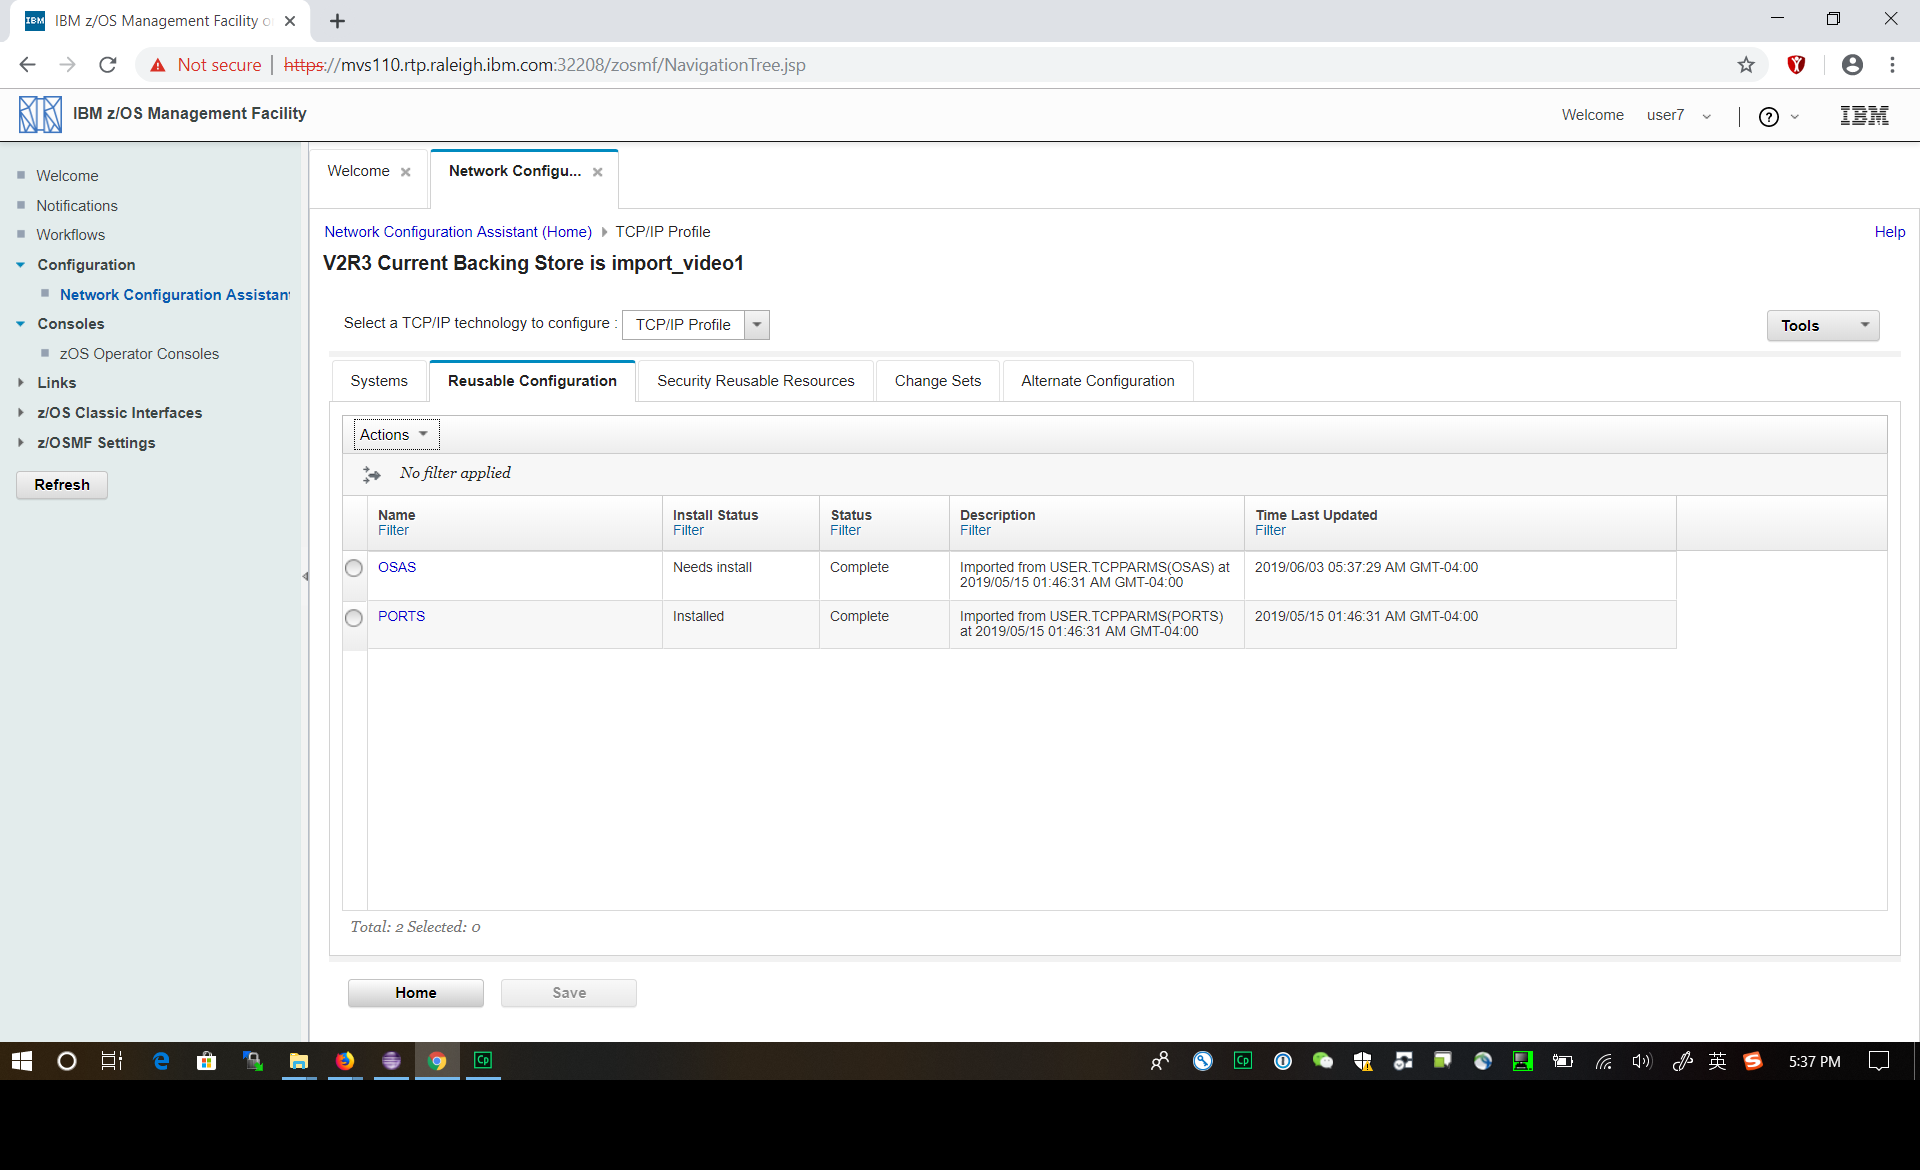 IBM IBM z/OS Management Facility o
Not secure https://mvs110.rtp.raleigh.ibm.com:32208/zosmf/NavigationTree.jsp
IBM z/OS Management Facility
Welcome user7 ? IBM
Welcome
Notifications
Workflows
Configuration
Network Configuration Assistant
Consoles
zOS Operator Consoles
Links
z/OS Classic Interfaces
z/OSMF Settings
Refresh
Welcome Network Configu...
Network Configuration Assistant (Home) TCP/IP Profile Help
V2R3 Current Backing Store is import_video1
Select a TCP/IP technology to configure : TCP/IP Profile Tools
Systems Reusable Configuration Security Reusable Resources Change Sets Alternate Configuration
Actions
No filter applied
Name Install Status Status Description Time Last Updated
Filter Filter Filter Filter Filter
OSAS Needs install Complete Imported from USER.TCPPARMS(OSAS) at 2019/06/03 05:37:29 AM GMT-04:00
2019/05/15 01:46:31 AM GMT-04:00
PORTS Installed Complete Imported from USER.TCPPARMS(PORTS) 2019/05/15 01:46:31 AM GMT-04:00
at 2019/05/15 01:46:31 AM GMT-04:00
Total: 2 Selected: 0
Home Save
Cp Cp 英 5:37 PM